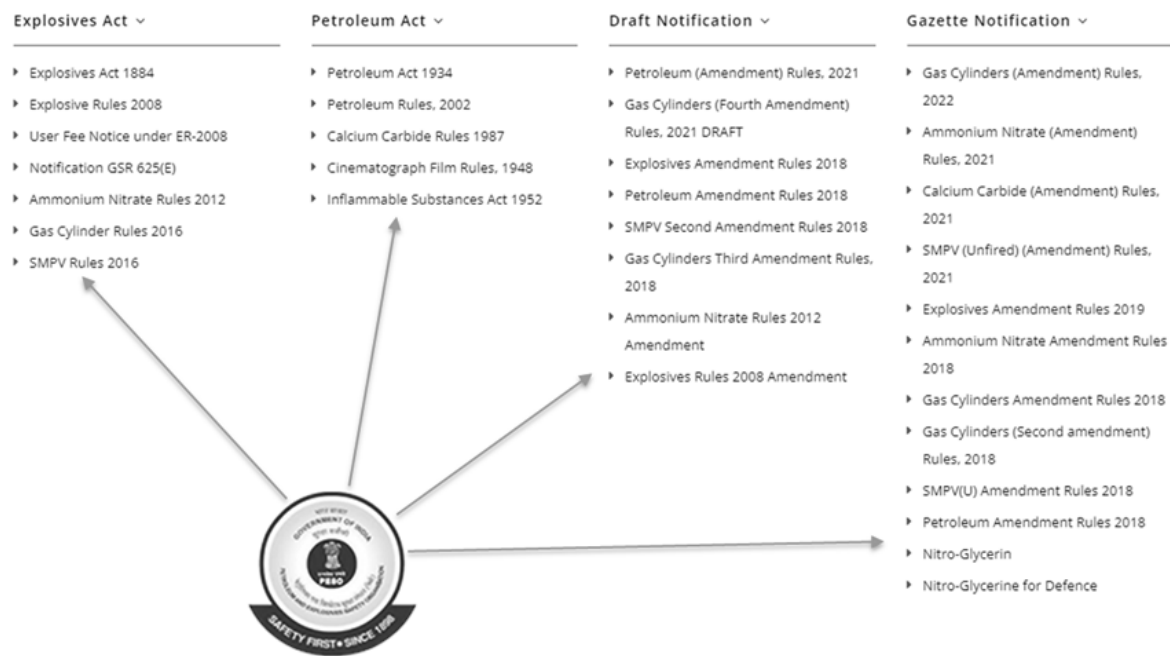 Explosives Act
Explosives Act 1884
Explosive Rules 2008
User Fee Notice under ER-2008
Notification GSR 625(E)
Ammonium Nitrate Rules 2012
Gas Cylinder Rules 2016
SMPV Rules 2016
Petroleum Act
Petroleum Act 1934
Petroleum Rules, 2002
Calcium Carbide Rules 1987
Cinematograph Film Rules, 1948
Inflammable Substances Act 1952
Draft Notification
Petroleum (Amendment) Rules, 2021
Gas Cylinders (Fourth Amendment)
Rules, 2021 DRAFT
Explosives Amendment Rules 2018
Petroleum Amendment Rules 2018
SMPV Second Amendment Rules 2018
Gas Cylinders Third Amendment Rules,
2018
Ammonium Nitrate Rules 2012
Amendment
Explosives Rules 2008 Amendment
Gazette Notification
Gas Cylinders (Amendment) Rules,
2022
Ammonium Nitrate (Amendment)
Rules, 2021
Calcium Carbide (Amendment) Rules,
2021
SMPV (Unfired) (Amendment) Rules,
2021
Explosives Amendment Rules 2019
Ammonium Nitrate Amendment Rules
2018
Gas Cylinders Amendment Rules 2018
Gas Cylinders (Second amendment)
Rules, 2018
SMPV(U) Amendment Rules 2018
Petroleum Amendment Rules 2018
Nitro-Glycerin
Nitro-Glycerine for Defence
भारत सरकार
GOVERNMENT OF INDIA
PESO
PETROLEUM AND EXPLOSIVES SAFETY ORGANISATION
SAFETY FIRST • SINCE 1898